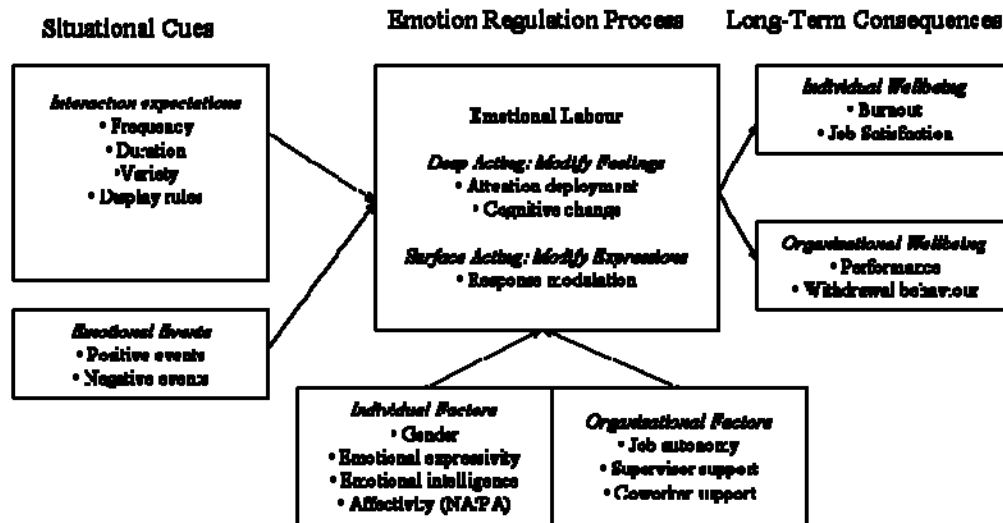 Situational Cues
Emotion Regulation Process
Long-Term Consequences
Interaction expectations
• Frequency
• Duration
•Variety
• Display rules
Emotional Events
• Positive events
• Negative events
Emotional Labour
Deep Acting: Modify Feelings
• Attention deployment
• Cognitive change
Surface Acting: Modify Expressions
• Response modulation
Individual Wellbeing
• Burnout
• Job Satisfaction
Organisational Wellbeing
• Performance
• Withdrawal behaviour
Individual Factors
• Gender
• Emotional expressivity
• Emotional intelligence
• Affectivity (NA/PA)
Organisational Factors
• Job autonomy
• Supervisor support
• Coworker support